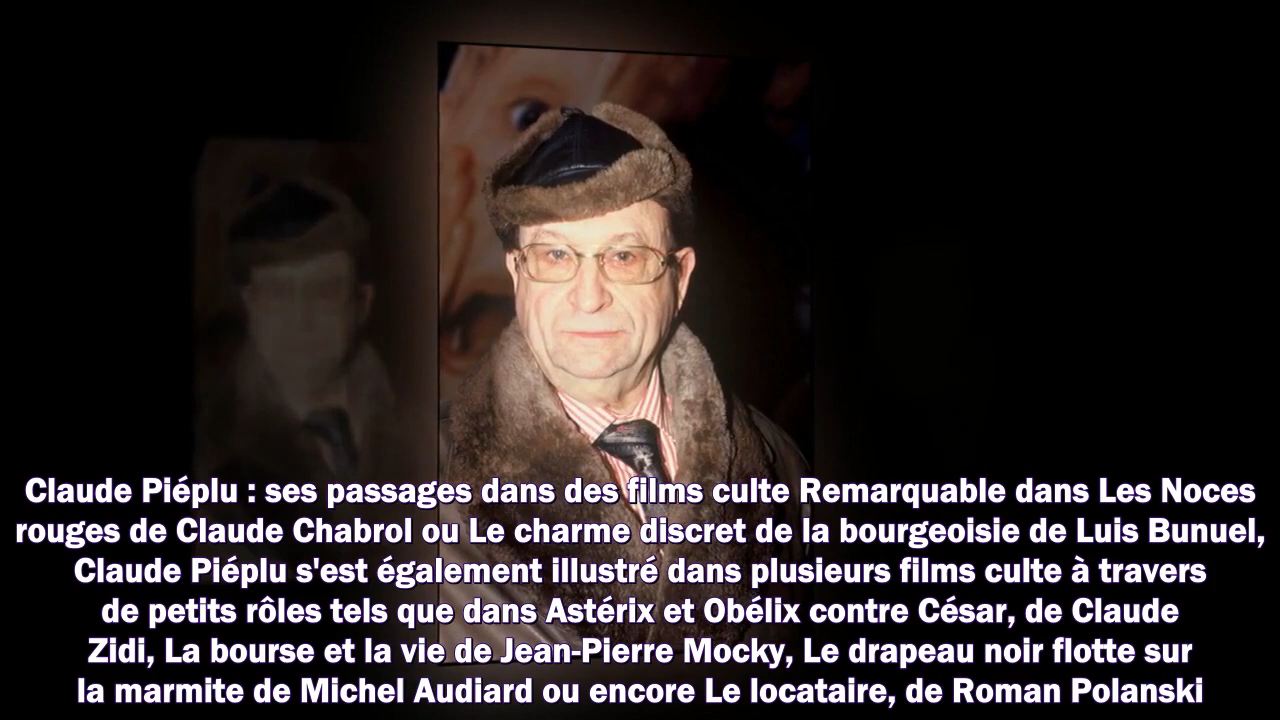 Claude Piéplu : ses passages dans des films culte Remarquable dans Les Noces
rouges de Claude Chabrol ou Le charme discret de la bourgeoisie de Luis Bunuel,
Claude Piéplu s'est également illustré dans plusieurs films culte à travers
de petits rôles tels que dans Astérix et Obélix contre César, de Claude
Zidi, La bourse et la vie de Jean-Pierre Mocky, Le drapeau noir flotte sur
la marmite de Michel Audiard ou encore Le locataire, de Roman Polanski